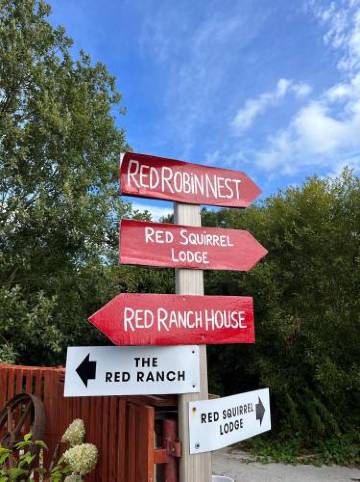 RED ROBIN NEST
RED SQUIRREL
LODGE
RED RANCH HOUSE
THE
RED RANCH
RED SQUIRREL
LODGE